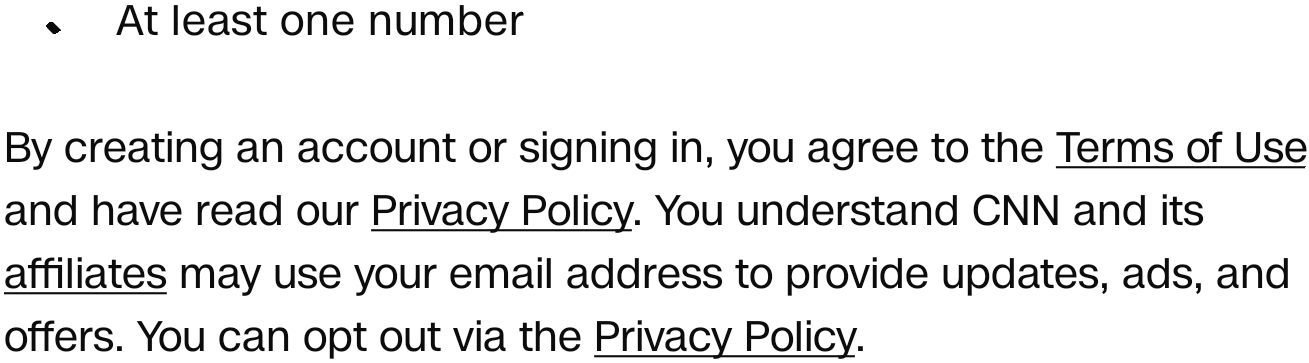 • At least one number
By creating an account or signing in, you agree to the Terms of Use
and have read our Privacy Policy. You understand CNN and its
affiliates may use your email address to provide updates, ads, and
offers. You can opt out via the Privacy Policy.